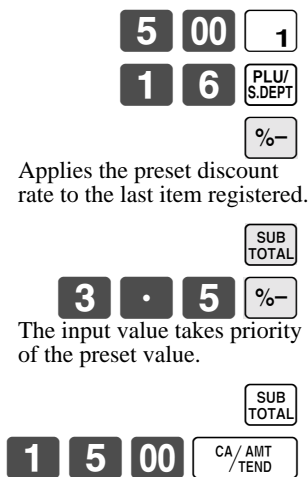 5 00 1
1 6 PLU/
S.DEPT
%−
Applies the preset discount
rate to the last item registered.
SUB
TOTAL
3 · 5 %−
The input value takes priority
of the preset value.
SUB
TOTAL
1 5 00 CA/AMT
TEND